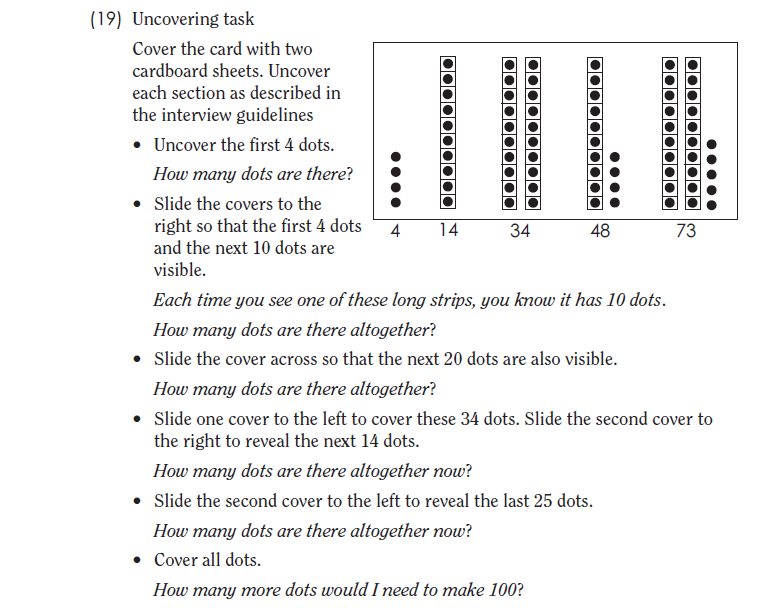 (19) Uncovering task
Cover the card with two
cardboard sheets. Uncover
each section as described in
the interview guidelines
• Uncover the first 4 dots.
How many dots are there?
• Slide the covers to the
right so that the first 4 dots
and the next 10 dots are
visible.
4 14 34 48 73
Each time you see one of these long strips, you know it has 10 dots.
How many dots are there altogether?
• Slide the cover across so that the next 20 dots are also visible.
How many dots are there altogether?
• Slide one cover to the left to cover these 34 dots. Slide the second cover to
the right to reveal the next 14 dots.
How many dots are there altogether now?
• Slide the second cover to the left to reveal the last 25 dots.
How many dots are there altogether now?
• Cover all dots.
How many more dots would I need to make 100?